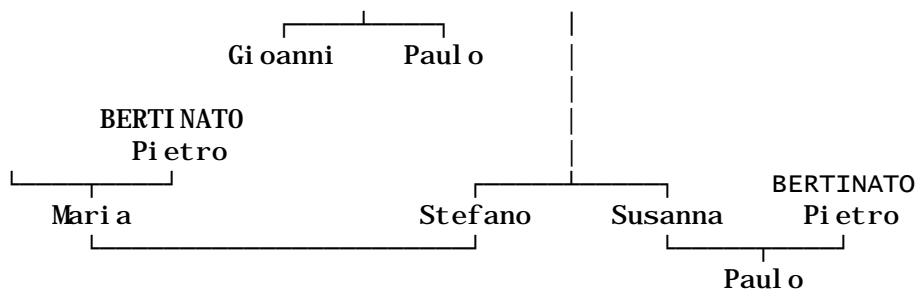 Gioanni Paulo
BERTINATO
Pietro
BERTINATO
Maria Stefano Susanna Pietro
Paulo